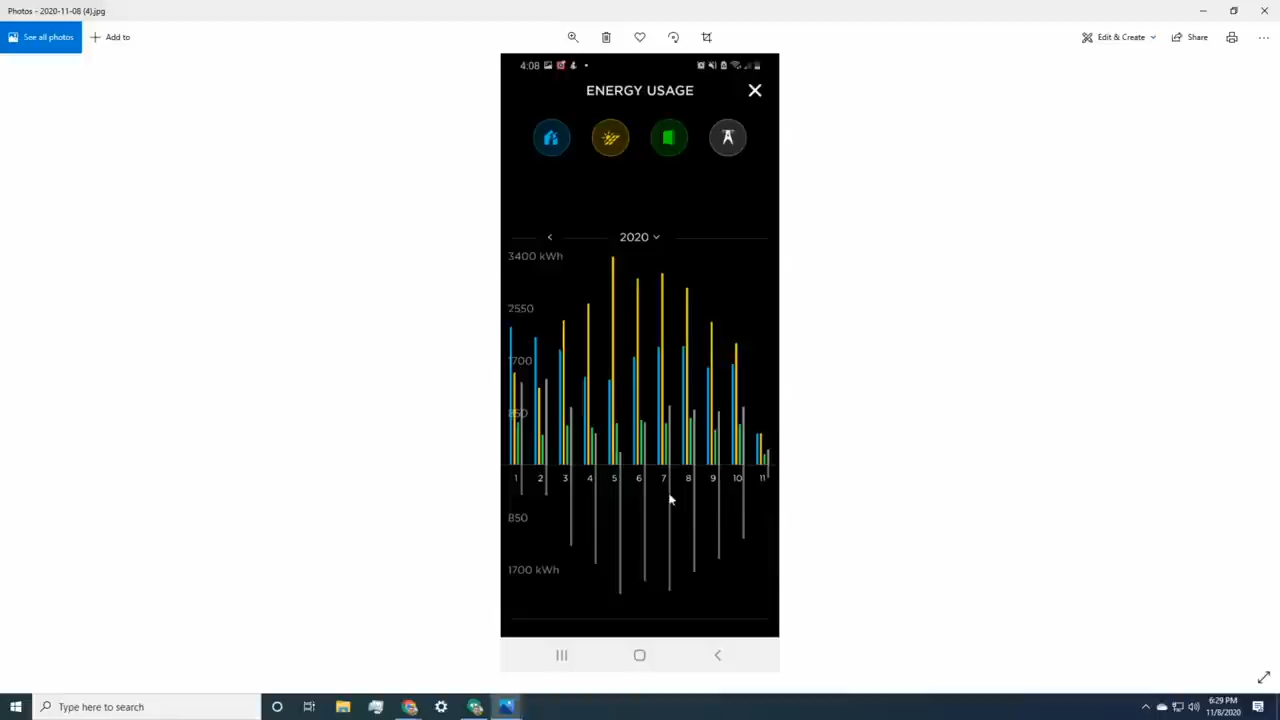 Photos - 2020-11-08 (4).jpg
See all photos
Add to
Edit & Create
Share
4:08
ENERGY USAGE
2020
3400 kWh
2550
1700
850
1 2 3 4 5 6 7 8 9 10 11
850
1700 kWh
Type here to search
6:29 PM
11/8/2020